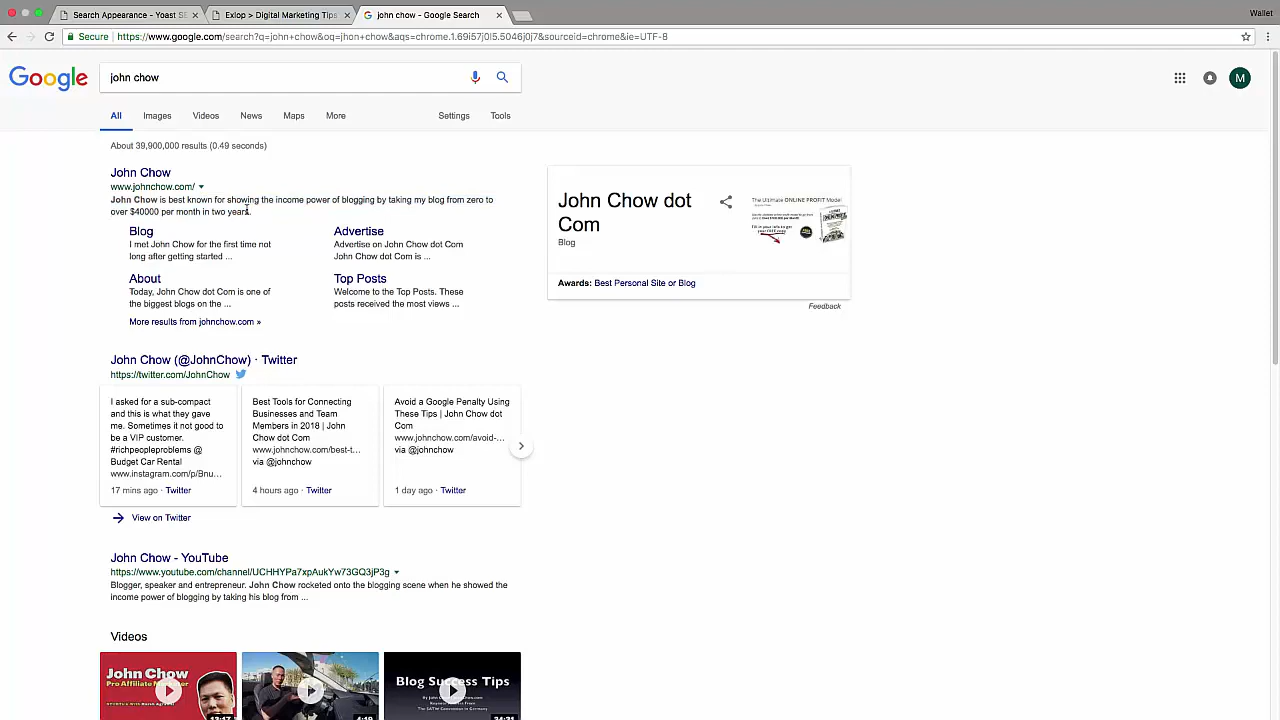 Search Appearance - Yoast SE
Exlop > Digital Marketing Tips
john chow - Google Search
Wallet
Secure
https://www.google.com/search?q=john+chow&oq=jhon+chow&aqs=chrome.1.69i57j0l5.5046j0j7&sourceid=chrome&ie=UTF-8
Google
john chow
M
All
Images
Videos
News
Maps
More
Settings
Tools
About 39,900,000 results (0.49 seconds)
John Chow
www.johnchow.com/
John Chow is best known for showing the income power of blogging by taking my blog from zero to
over $40000 per month in two years.
Blog
I met John Chow for the first time not
long after getting started ...
Advertise
Advertise on John Chow dot Com
John Chow dot Com is ...
About
Today, John Chow dot Com is one of
the biggest blogs on the ...
Top Posts
Welcome to the Top Posts. These
posts received the most views ...
More results from johnchow.com »
John Chow dot
Com
Blog
The Ultimate ONLINE PROFIT Model
Awards: Best Personal Site or Blog
Feedback
John Chow (@JohnChow) · Twitter
https://twitter.com/JohnChow
I asked for a sub-compact
and this is what they gave
me. Sometimes it not good to
be a VIP customer.
#richpeopleproblems @
Budget Car Rental
www.instagram.com/p/Bnu...
17 mins ago · Twitter
Best Tools for Connecting
Businesses and Team
Members in 2018 | John
Chow dot Com
www.johnchow.com/best-t...
via @johnchow
4 hours ago · Twitter
Avoid a Google Penalty Using
These Tips | John Chow dot
Com
www.johnchow.com/avoid-...
via @johnchow
1 day ago · Twitter
View on Twitter
John Chow - YouTube
https://www.youtube.com/channel/UCHHYPa7xpAukYw73GQ3jP3g
Blogger, speaker and entrepreneur. John Chow rocketed onto the blogging scene when he showed the
income power of blogging by taking his blog from ...
Videos
John Chow
Pro Affiliate Marketer
Blog Success Tips